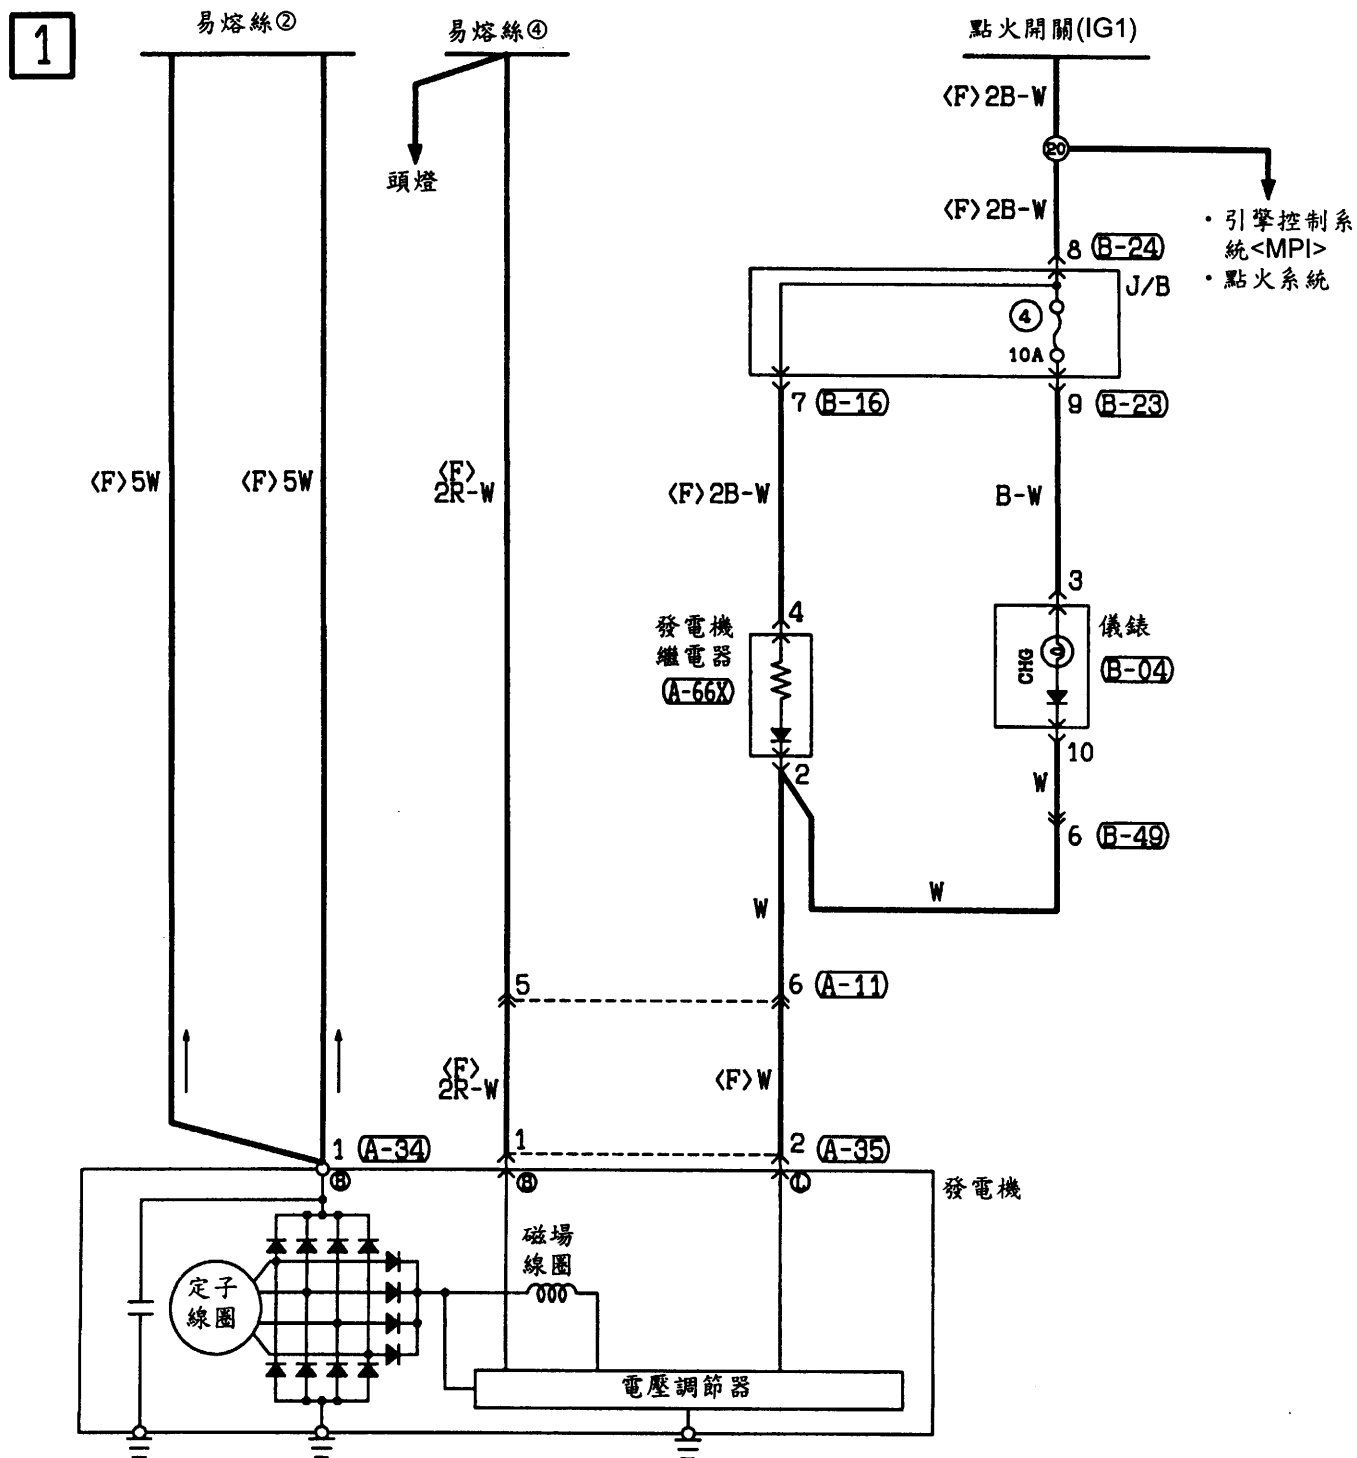 1
易熔絲②
易熔絲④
點火開關(IG1)
<F>2B-W
20
頭燈
<F>2B-W
・引擎控制系
統<MPI>
・點火系統
8 B-24
J/B
4
10A
7 B-16
9 B-23
<F>5W
<F>5W
<F>
2R-W
<F>2B-W
B-W
3
4
發電機
繼電器
A-66X
CHG
儀錶
B-04
2
10
W
6 B-49
W
W
5
6 A-11
<F>
2R-W
<F>W
1 A-34
1
2 A-35
B
B
L
發電機
磁場
線圈
定子
線圈
電壓調節器